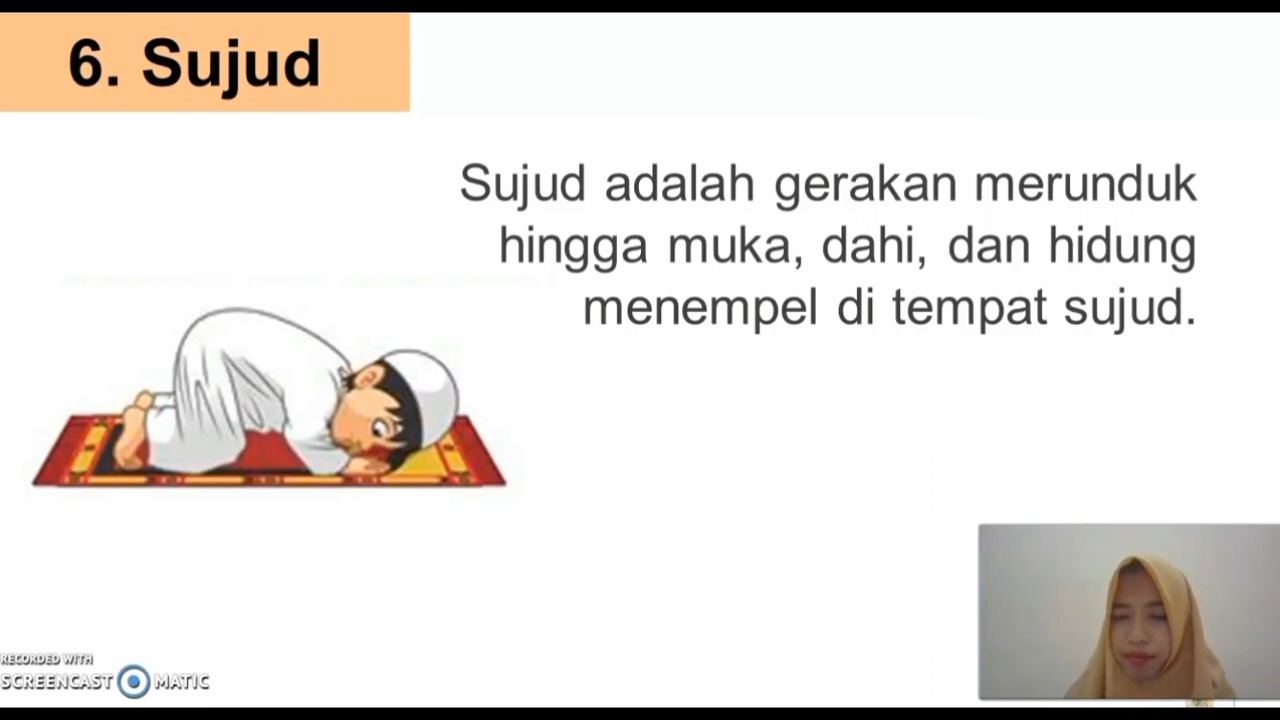 6. Sujud
Sujud adalah gerakan merunduk
hingga muka, dahi, dan hidung
menempel di tempat sujud.
RECORDED WITH
SCREENCAST MATIC